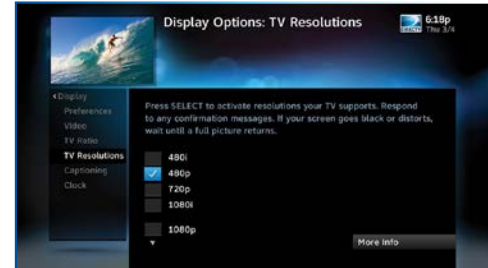 Display Options: TV Resolutions
6:18p
Thu 3/4
DIRECTV
Display
Preferences
Video
TV Ratio
TV Resolutions
Captioning
Clock
Press SELECT to activate resolutions your TV supports. Respond
to any confirmation messages. If your screen goes black or distorts,
wait until a full picture returns.
480i
480p
720p
1080i
1080p
More Info